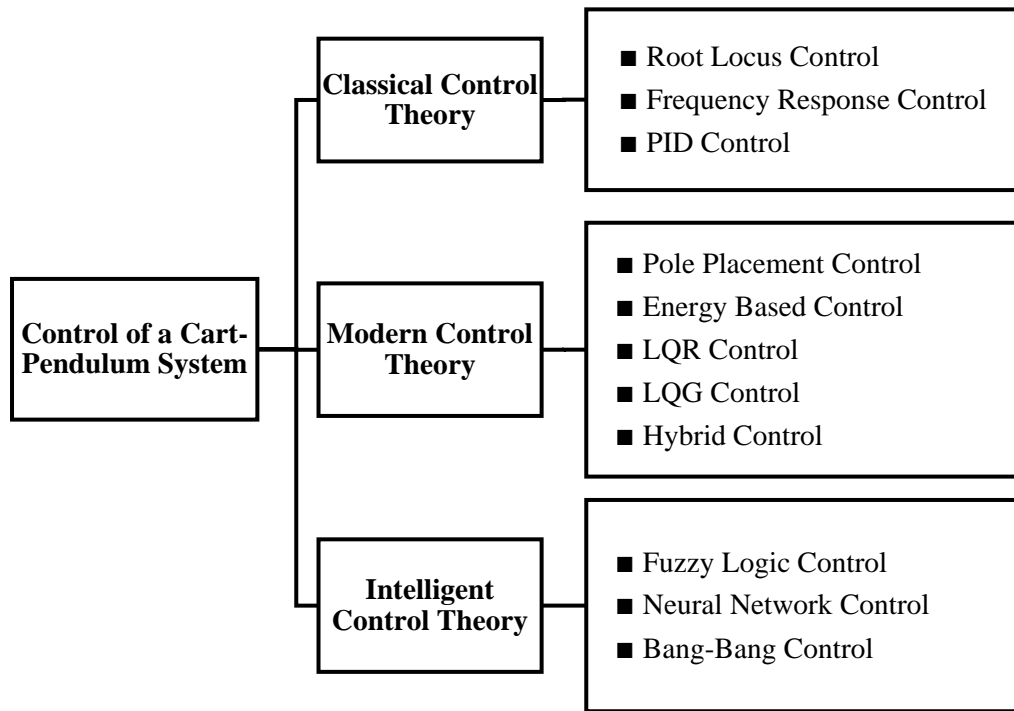 Control of a Cart-
Pendulum System
Classical Control
Theory
■ Root Locus Control
■ Frequency Response Control
■ PID Control
Modern Control
Theory
■ Pole Placement Control
■ Energy Based Control
■ LQR Control
■ LQG Control
■ Hybrid Control
Intelligent
Control Theory
■ Fuzzy Logic Control
■ Neural Network Control
■ Bang-Bang Control